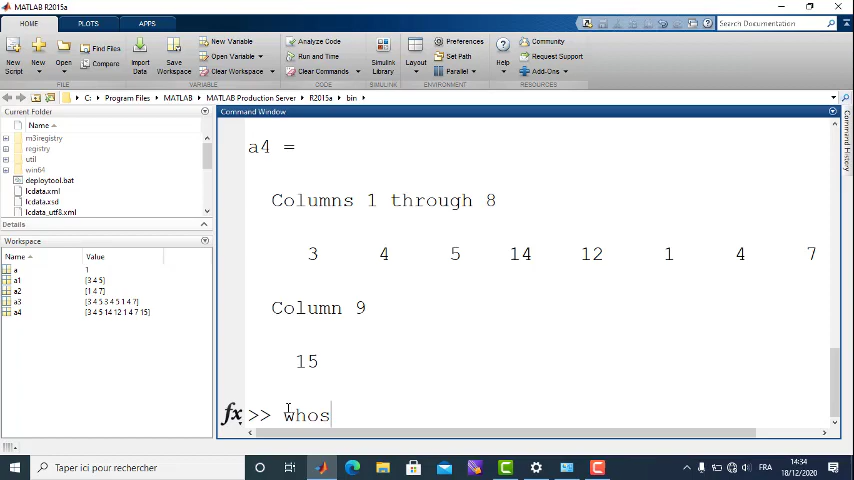 MATLAB R2015a
HOME PLOTS APPS
Search Documentation
New Script
New
Open
Find Files
Compare
Import Data
Save Workspace
New Variable
Open Variable
Clear Workspace
Analyze Code
Run and Time
Clear Commands
Simulink Library
Layout
Preferences
Set Path
Parallel
Help
Community
Request Support
Add-Ons
FILE VARIABLE CODE SIMULINK ENVIRONMENT RESOURCES
C: Program Files MATLAB MATLAB Production Server R2015a bin
Current Folder
Name
m3iregistry
registry
util
win64
deploytool.bat
lcdata.xml
lcdata.xsd
lcdata_utf8.xml
Details
Workspace
Name Value
a 1
a1 [3 4 5]
a2 [1 4 7]
a3 [3 4 5 3 4 5 1 4 7]
a4 [3 4 5 14 12 1 4 7 15]
Command Window
a4 =
Columns 1 through 8
3 4 5 14 12 1 4 7
Column 9
15
fx >> whos
Command History
Taper ici pour rechercher
FRA
14:34
18/12/2020